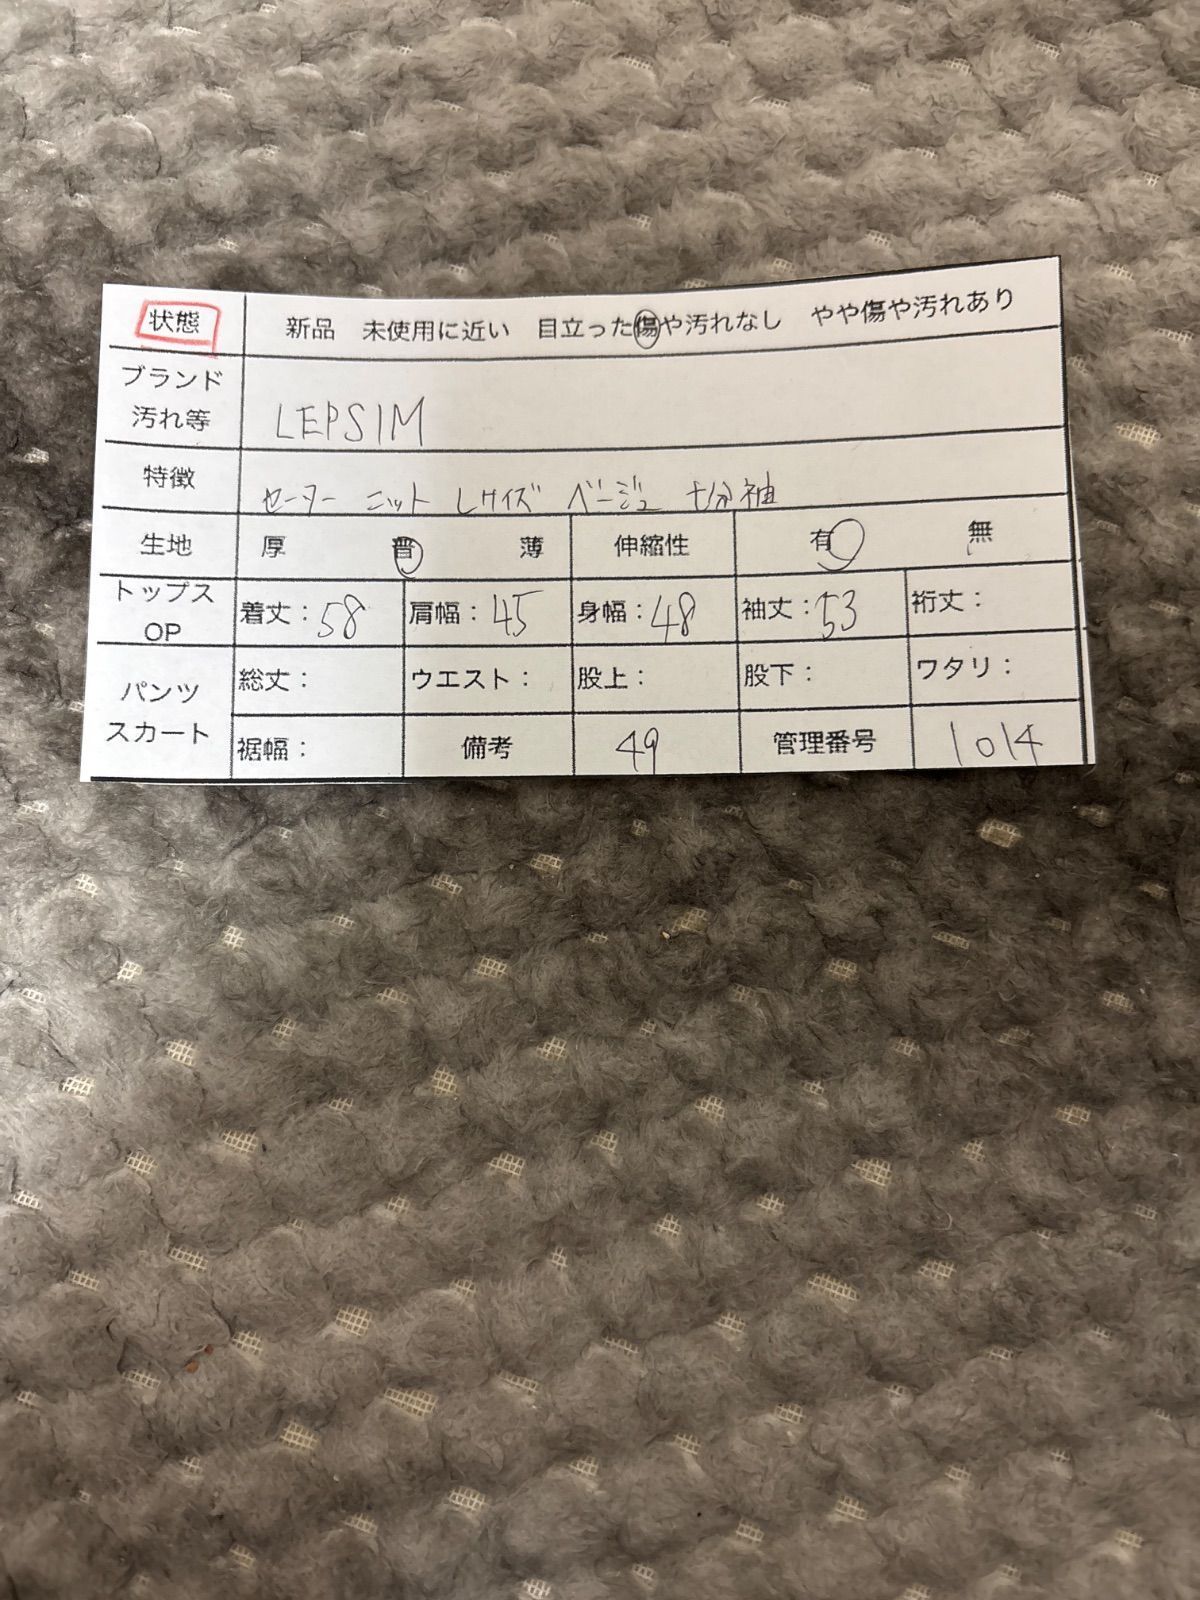 状態 新品 未使用に近い 目立った傷や汚れなし やや傷や汚れあり
ブランド
汚れ等 LEPSIM
特徴 セーター ニット Lサイズ ベージュ 七分袖
生地 厚 普 薄 伸縮性 有 無
トップス
OP 着丈：58 肩幅：45 身幅：48 袖丈：53 裄丈：
パンツ
スカート
総丈： ウエスト： 股上： 股下： ワタリ：
裾幅： 備考 49 管理番号 1014